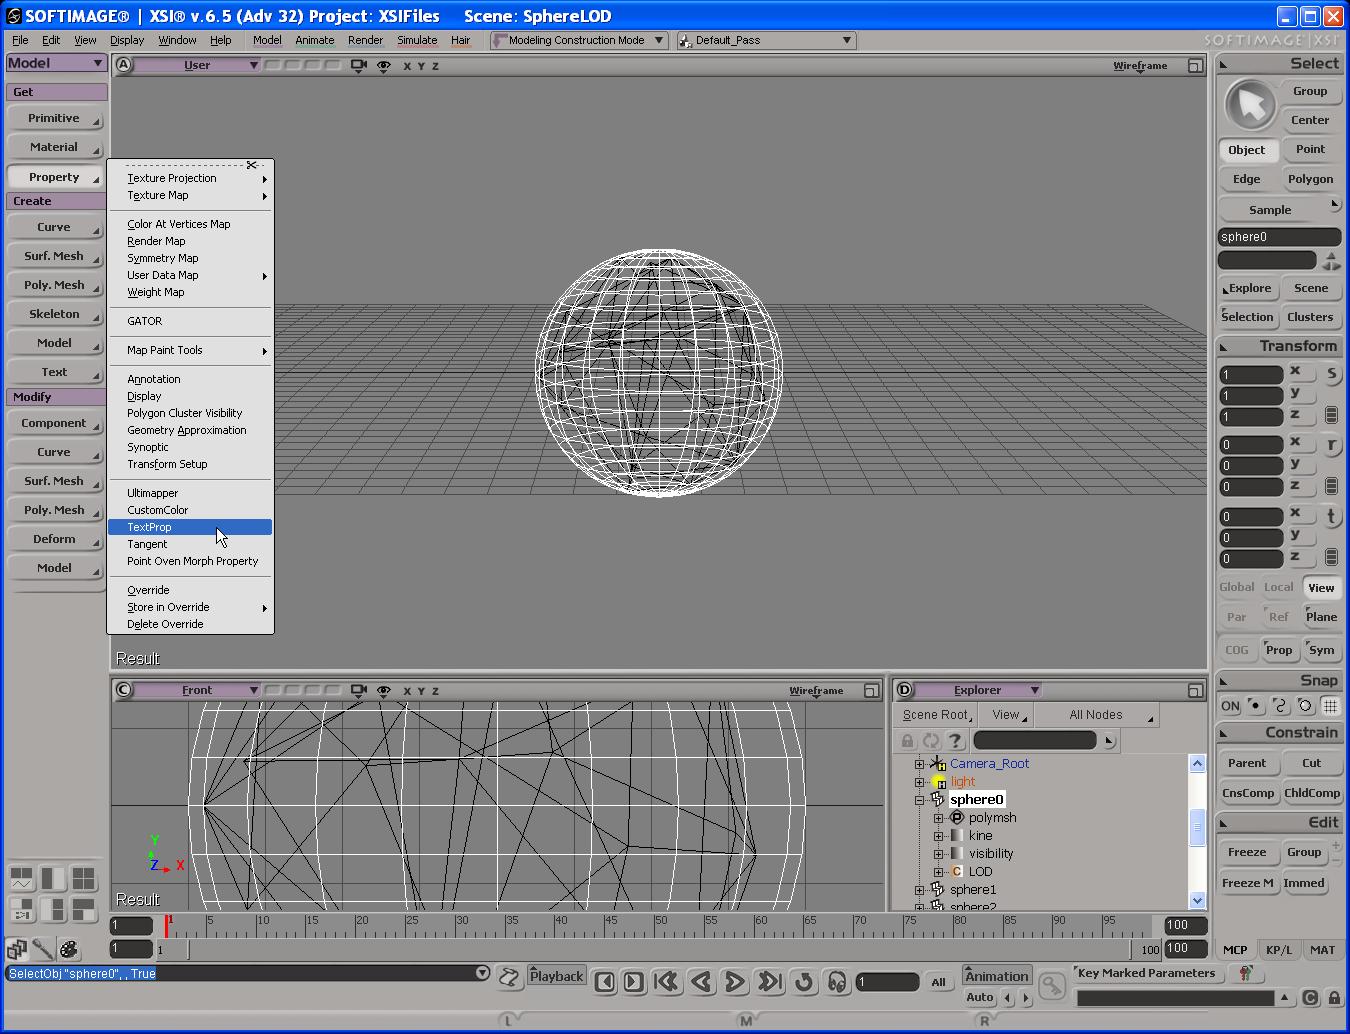 SOFTIMAGE® | XSI® v.6.5 (Adv 32) Project: XSIFiles Scene: SphereLOD
File Edit View Display Window Help Model Animate Render Simulate Hair Modeling Construction Mode Default_Pass SOFTIMAGE|XSI
Model
Get
Primitive
Material
Property
Create
Curve
Surf. Mesh
Poly. Mesh
Skeleton
Model
Text
Modify
Component
Curve
Surf. Mesh
Poly. Mesh
Deform
Model
A User X Y Z Wireframe
Texture Projection
Texture Map
Color At Vertices Map
Render Map
Symmetry Map
User Data Map
Weight Map
GATOR
Map Paint Tools
Annotation
Display
Polygon Cluster Visibility
Geometry Approximation
Synoptic
Transform Setup
Ultimapper
CustomColor
TextProp
Tangent
Point Oven Morph Property
Override
Store in Override
Delete Override
Result
C Front X Y Z Wireframe
Y
Z X
Result
D Explorer
Scene Root View All Nodes
?
Camera_Root
light
sphere0
polymsh
kine
visibility
LOD
sphere1
sphere2
Select
Group
Center
Object Point
Edge Polygon
Sample
sphere0
Explore Scene
Selection Clusters
Transform
1 x s
1 y
1 z
0 x r
0 y
0 z
0 x t
0 y
0 z
Global Local View
Par Ref Plane
COG Prop Sym
Snap
ON
Constrain
Parent Cut
CnsComp ChldComp
Edit
Freeze Group + -
Freeze M Immed
MCP KP/L MAT
1 1 5 10 15 20 25 30 35 40 45 50 55 60 65 70 75 80 85 90 95 100
1 1 100 100
SelectObj "sphere0", , True
Playback 1 All
Animation
Auto
Key Marked Parameters
L M R